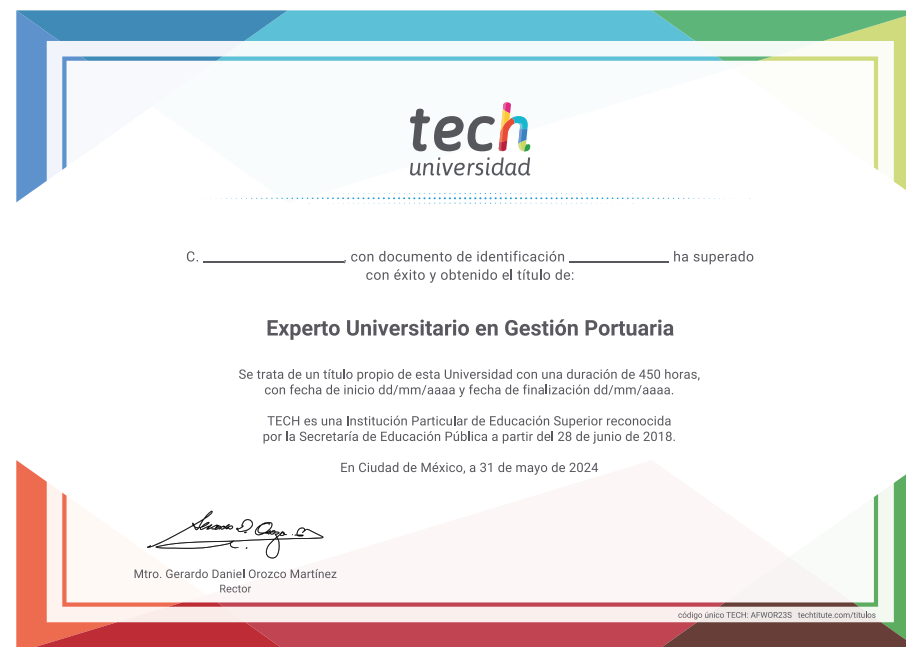 tech
universidad
C. ____________, con documento de identificación __________ ha superado
con éxito y obtenido el título de:
Experto Universitario en Gestión Portuaria
Se trata de un título propio de esta Universidad con una duración de 450 horas,
con fecha de inicio dd/mm/aaaa y fecha de finalización dd/mm/aaaa.
TECH es una Institución Particular de Educación Superior reconocida
por la Secretaría de Educación Pública a partir del 28 de junio de 2018.
En Ciudad de México, a 31 de mayo de 2024
Mtro. Gerardo Daniel Orozco Martínez
Rector
código único TECH: AFWOR23S techtitute.com/titulos